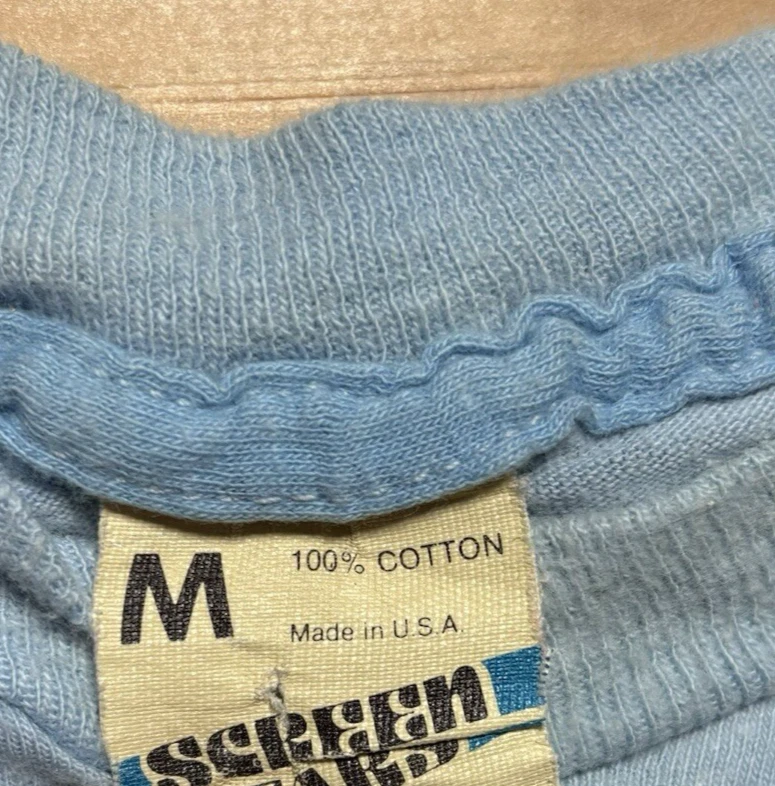 M
100% COTTON
Made in U.S.A.
SCREEN